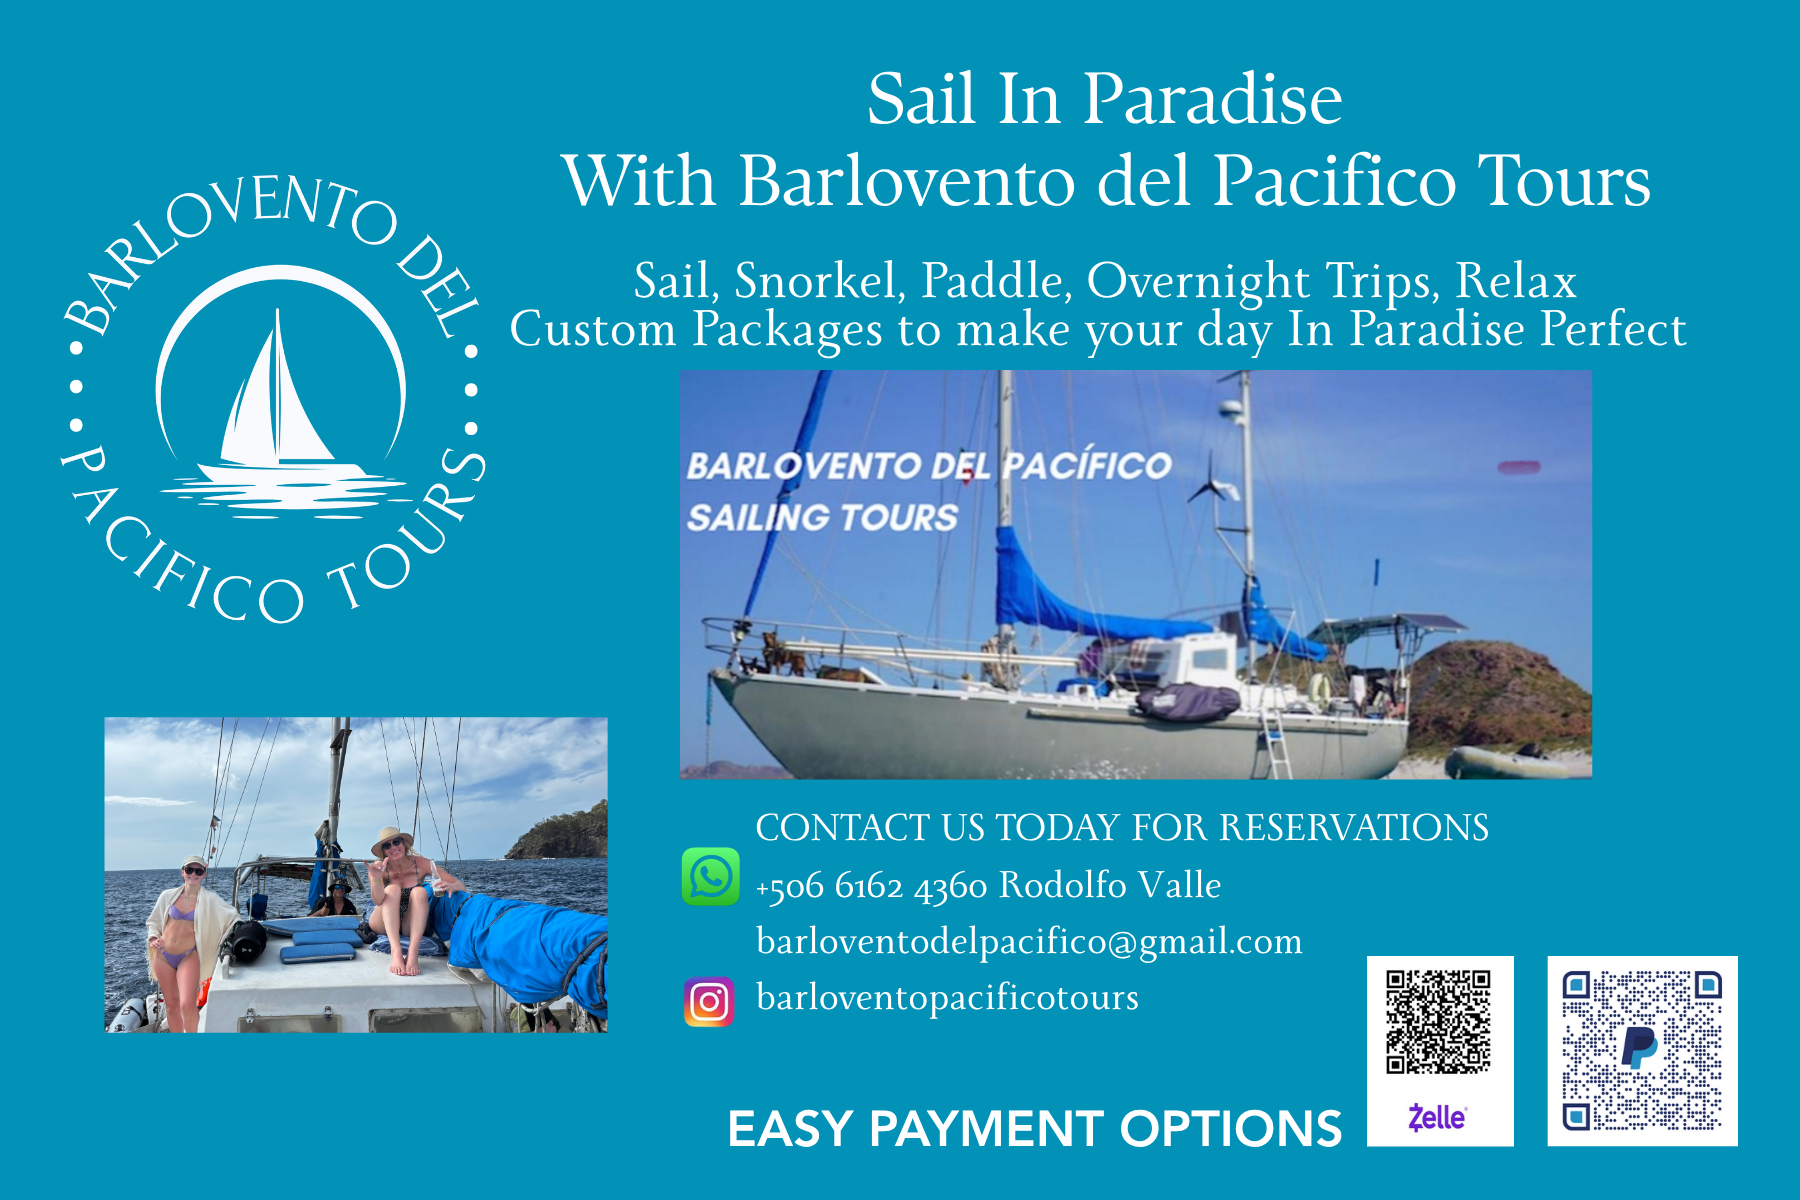 Sail In Paradise
With Barlovento del Pacifico Tours
Sail, Snorkel, Paddle, Overnight Trips, Relax
Custom Packages to make your day In Paradise Perfect
BARLOVENTO DEL
PACIFICO TOURS
BARLOVENTO DEL PACÍFICO
SAILING TOURS
CONTACT US TODAY FOR RESERVATIONS
+506 6162 4360 Rodolfo Valle
barloventodelpacifico@gmail.com
barloventopacificotours
EASY PAYMENT OPTIONS
Zelle